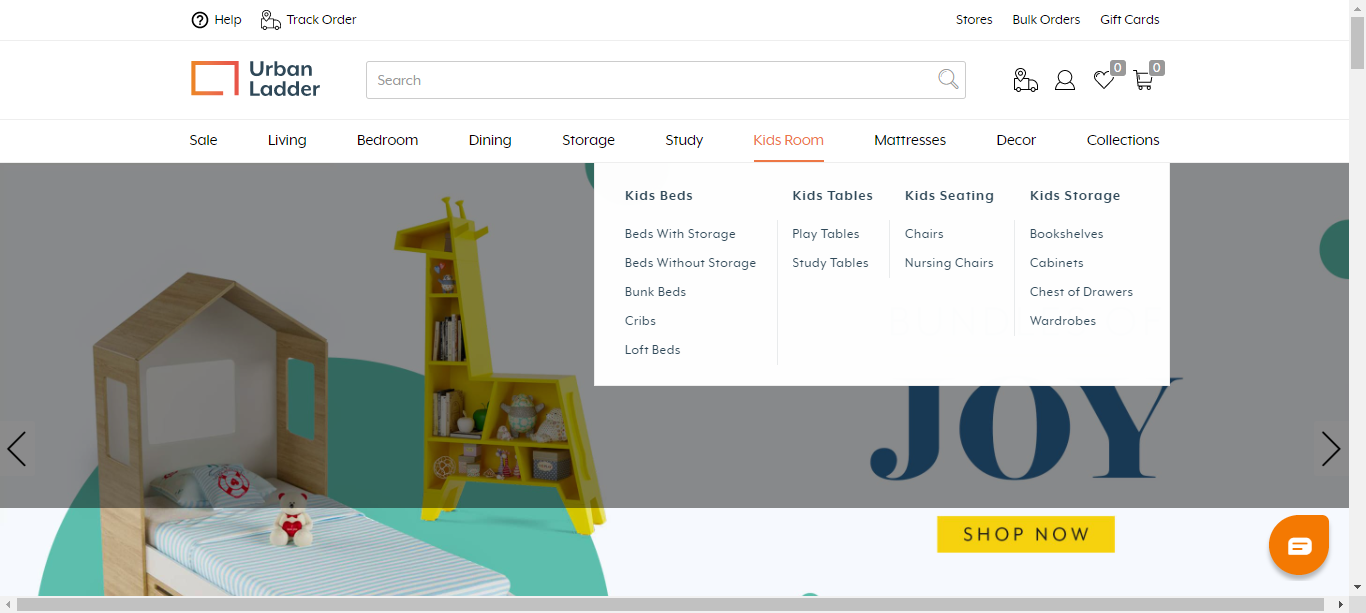 Help
Track Order
Stores
Bulk Orders
Gift Cards
Urban
Ladder
Search
0
0
Sale
Living
Bedroom
Dining
Storage
Study
Kids Room
Mattresses
Decor
Collections
Kids Beds
Beds With Storage
Beds Without Storage
Bunk Beds
Cribs
Loft Beds
Kids Tables
Play Tables
Study Tables
Kids Seating
Chairs
Nursing Chairs
Kids Storage
Bookshelves
Cabinets
Chest of Drawers
Wardrobes
JOY
SHOP NOW